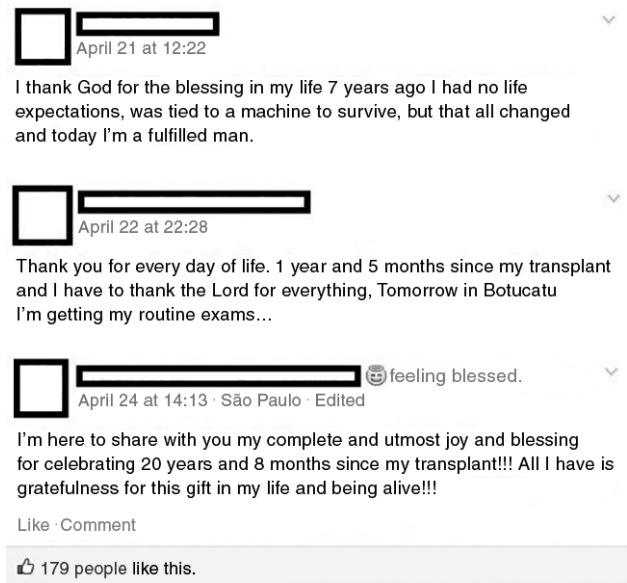 April 21 at 12:22
I thank God for the blessing in my life 7 years ago I had no life
expectations, was tied to a machine to survive, but that all changed
and today I'm a fulfilled man.
April 22 at 22:28
Thank you for every day of life. 1 year and 5 months since my transplant
and I have to thank the Lord for everything, Tomorrow in Botucatu
I'm getting my routine exams...
feeling blessed.
April 24 at 14:13 · São Paulo · Edited
I'm here to share with you my complete and utmost joy and blessing
for celebrating 20 years and 8 months since my transplant!!! All I have is
gratefulness for this gift in my life and being alive!!!
Like · Comment
179 people like this.